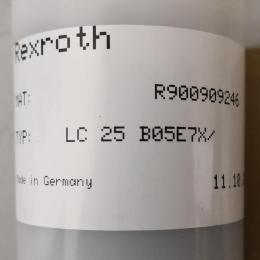 Rexroth
MAT: R900909246
TYP: LC 25 B05E7X/
Made in Germany 11.10.